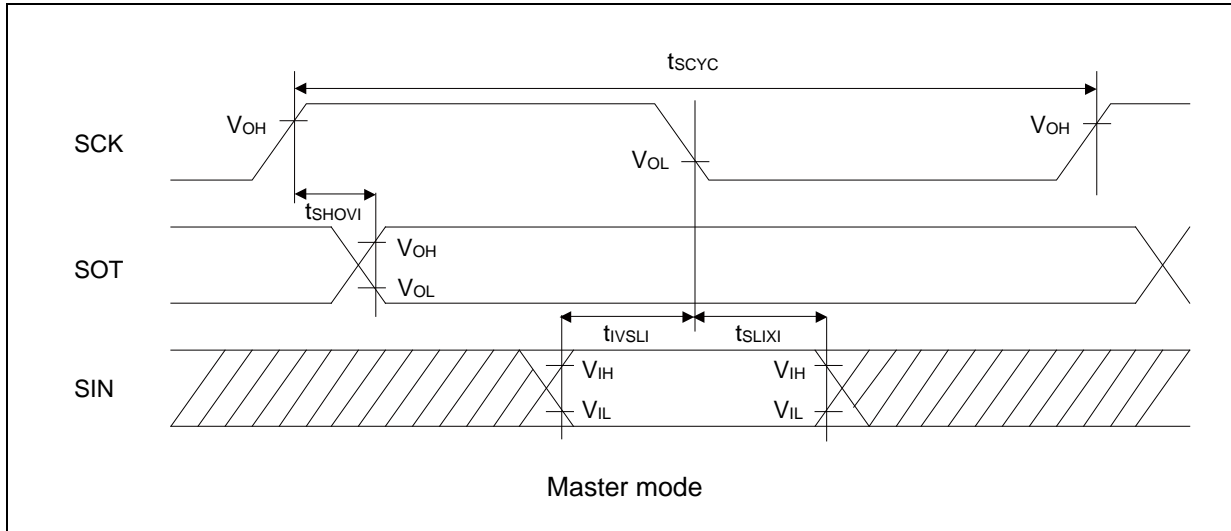 tSCYC
SCK
VOH
VOL
VOH
tSHOVI
SOT
VOH
VOL
tIVSLI
tSLIXI
SIN
VIH
VIL
VIH
VIL
Master mode